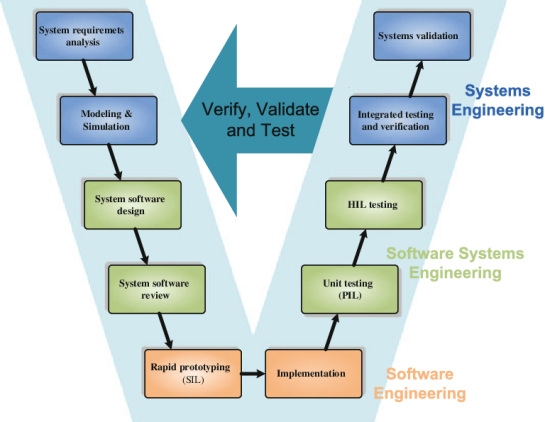 System requiremets
analysis
Modeling &
Simulation
System software
design
System software
review
Rapid prototyping
(SIL)
Implementation
Unit testing
(PIL)
HIL testing
Integrated testing
and verification
Systems validation
Verify, Validate
and Test
Systems
Engineering
Software Systems
Engineering
Software
Engineering